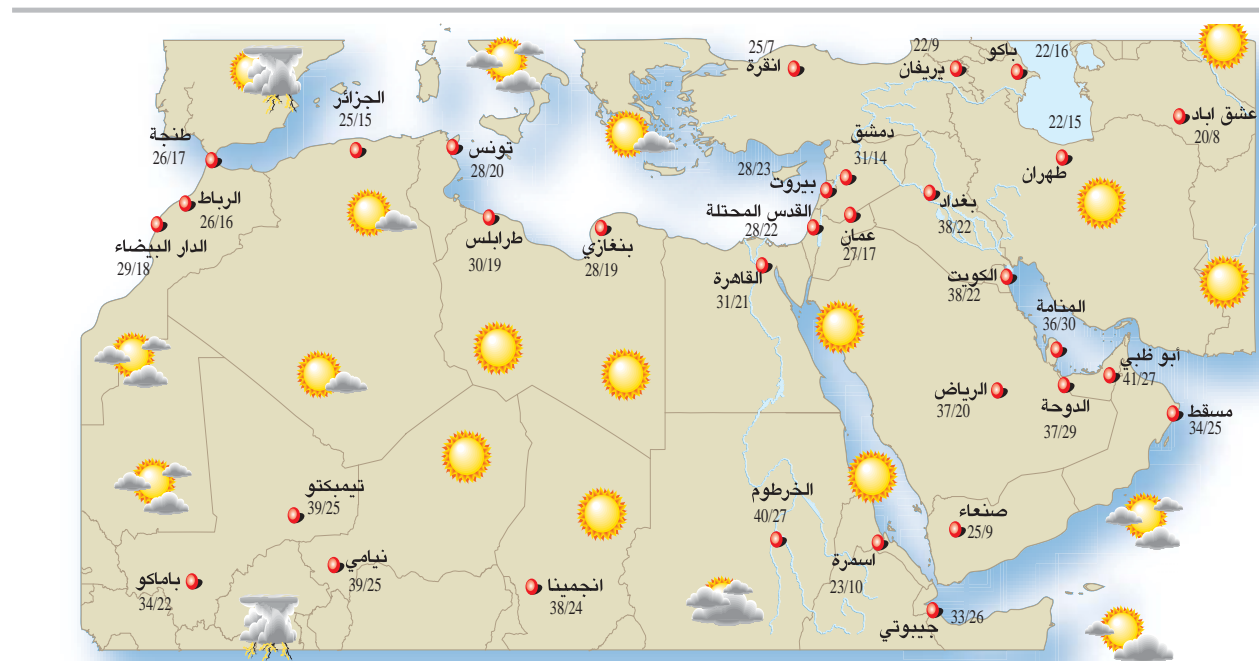 25/7
انقرة
22/9
يريفان
باكو
22/16
22/15
عشق اباد
20/8
طهران
الجزائر
25/15
طنجة
26/17
تونس
28/20
دمشق
31/14
28/23
بيروت
الرباط
26/16
الدار البيضاء
29/18
طرابلس
30/19
بنغازي
28/19
القدس المحتلة
28/22
عمان
27/17
بغداد
38/22
القاهرة
31/21
الكويت
38/22
المنامة
36/30
أبو ظبي
41/27
الرياض
37/20
الدوحة
37/29
مسقط
34/25
تيمبكتو
39/25
الخرطوم
40/27
صنعاء
25/9
نيامي
39/25
اسمرة
23/10
باماكو
34/22
انجمينا
38/24
جيبوتي
33/26